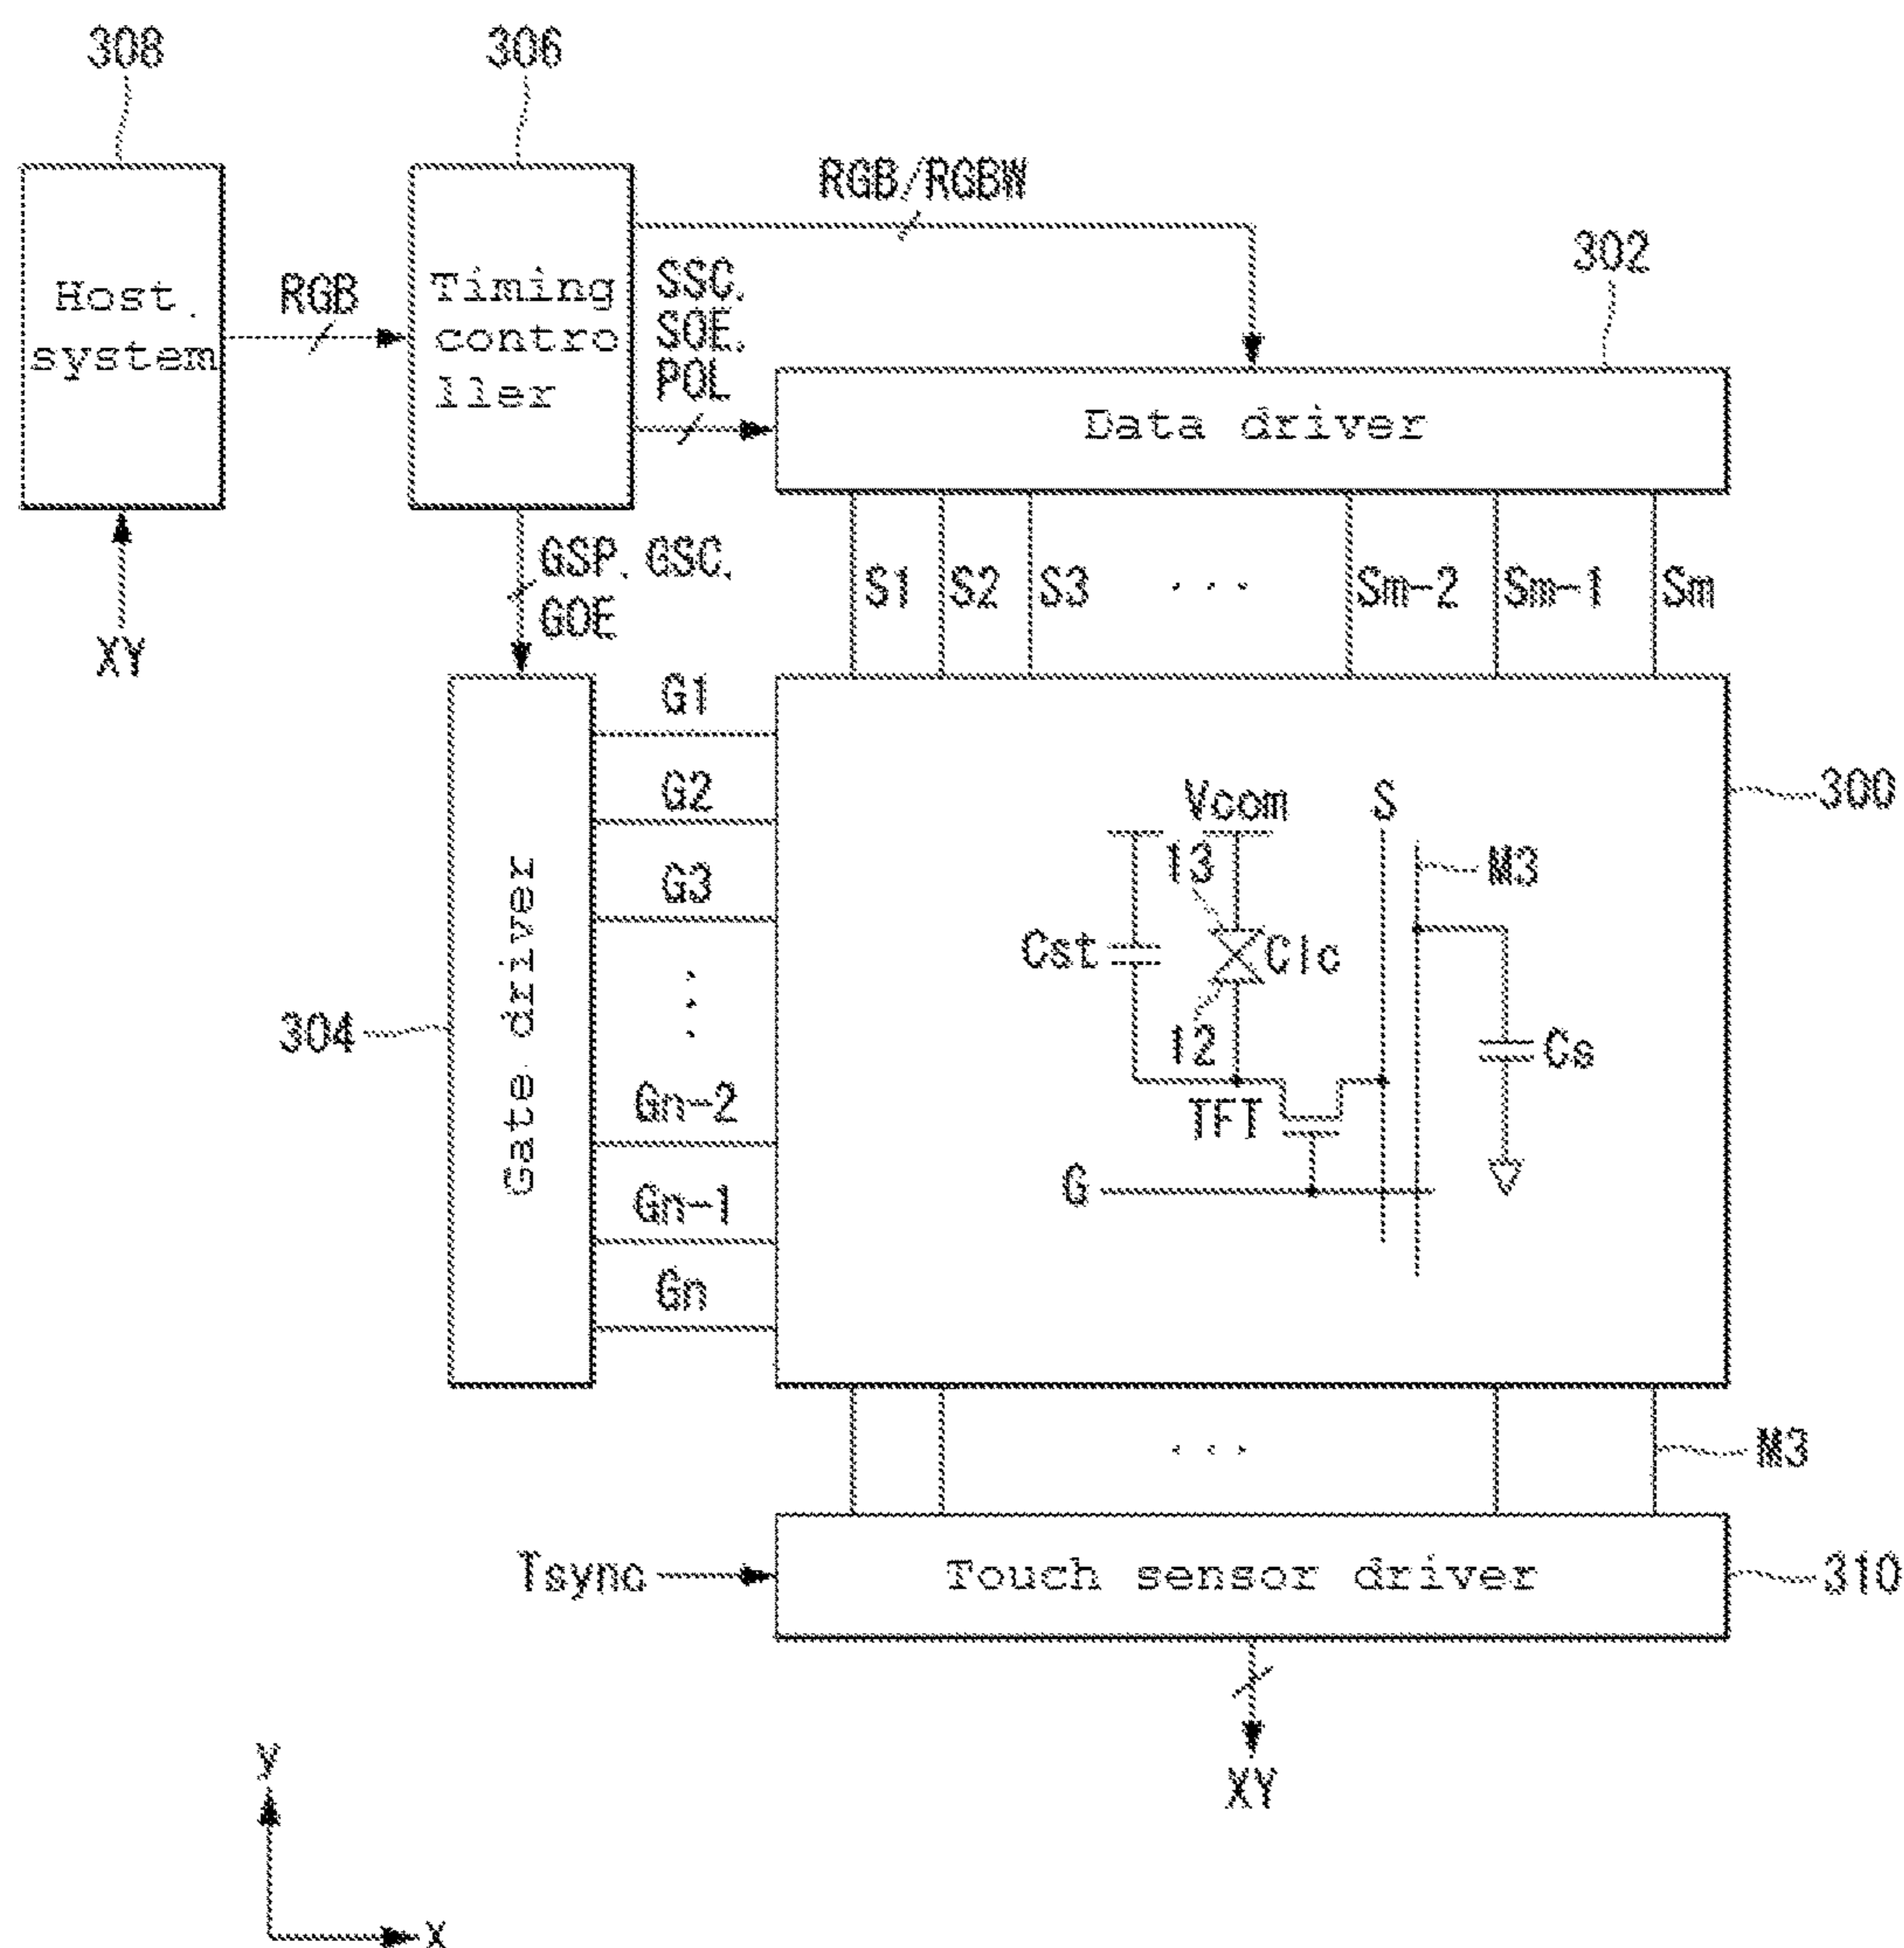 308
306
RGB/RGBW
302
Host
system
RGB
Timing
contro
ller
SSC,
SOE,
POL
Data driver
XY
GSP, GSC,
GOE
S1
S2
S3
...
Sm-2
Sm-1
Sm
G1
G2
G3
Gn-2
Gn-1
Gn
Gate driver
304
300
Vcom
S
13
M3
Cst
Clc
12
Cs
TFT
G
...
M3
Tsync
Touch sensor driver
310
XY
y
x